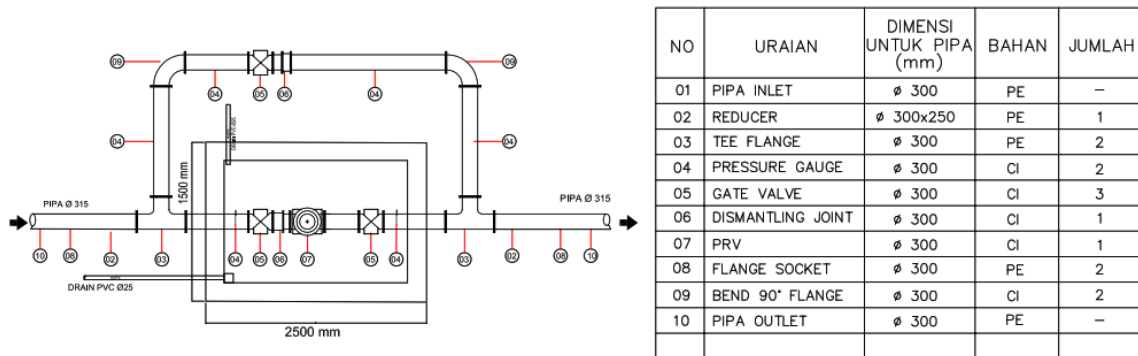 09 09
04 05 06 04
04 04
DRAIN PVC Ø25
1500 mm
PIPA Ø 315 PIPA Ø 315
10 08 02 03 04 05 06 07 05 04 03 02 08 10
DRAIN PVC Ø25
2500 mm
NO URAIAN DIMENSI UNTUK PIPA (mm) BAHAN JUMLAH
01 PIPA INLET ø 300 PE –
02 REDUCER ø 300x250 PE 1
03 TEE FLANGE ø 300 PE 2
04 PRESSURE GAUGE ø 300 CI 2
05 GATE VALVE ø 300 CI 3
06 DISMANTLING JOINT ø 300 CI 1
07 PRV ø 300 CI 1
08 FLANGE SOCKET ø 300 PE 2
09 BEND 90° FLANGE ø 300 CI 2
10 PIPA OUTLET ø 300 PE –